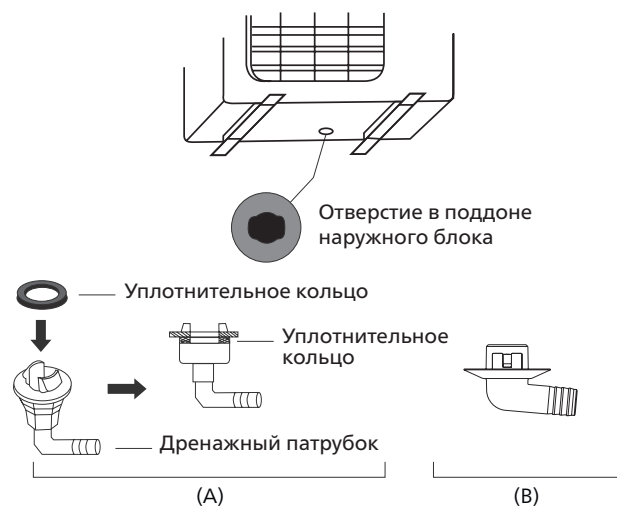 Отверстие в поддоне
наружного блока
Уплотнительное кольцо
Уплотнительное
кольцо
Дренажный патрубок
(A)
(B)